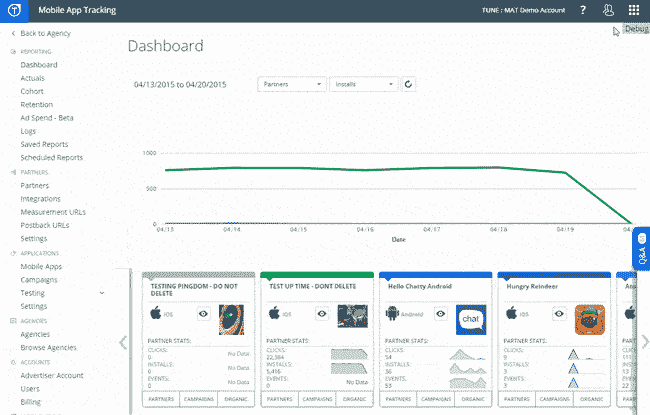 Mobile App Tracking
TUNE : MAT Demo Account
?
Debug
Back to Agency
REPORTING
Dashboard
Actuals
Cohort
Retention
Ad Spend - Beta
Logs
Saved Reports
Scheduled Reports
PARTNERS
Partners
Integrations
Measurement URLs
Postback URLs
Settings
APPLICATIONS
Mobile Apps
Campaigns
Testing
Settings
AGENCIES
Agencies
Browse Agencies
ACCOUNTS
Advertiser Account
Users
Billing
Dashboard
04/13/2015 to 04/20/2015
Partners
Installs
1000
500
0
04/13
04/14
04/15
04/16
04/17
04/18
04/19
04/
Date
Q&A
TESTING PINGDOM - DO NOT
DELETE
iOS
PARTNER STATS:
CLICKS:
0
No Data
INSTALLS:
0
No Data
EVENTS:
0
No Data
PARTNERS
CAMPAIGNS
ORGANIC
TEST UP TIME - DONT DELETE
iOS
PARTNER STATS:
CLICKS:
INSTALLS:
5,416
EVENTS:
0
No Data
PARTNERS
CAMPAIGNS
ORGANIC
Hello Chatty Android
Android
chat
PARTNER STATS:
CLICKS:
54
INSTALLS:
36
EVENTS:
PARTNERS
CAMPAIGNS
ORGANIC
Hungry Reindeer
iOS
PARTNER STATS:
CLICKS:
INSTALLS:
3
EVENTS:
3
PARTNERS
CAMPAIGNS
ORGANIC
PARTN
CLICKS
INSTAL
EVENTS
PARTN